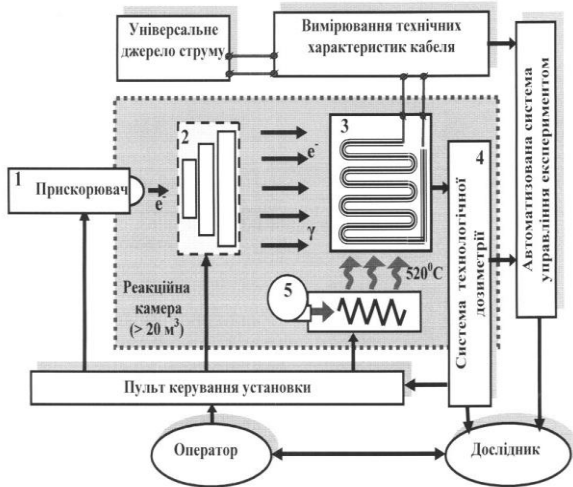 Універсальне
джерело струму
Вимірювання технічних
характеристик кабеля
Автоматизована система
управління експериментом
1
Прискорювач
e-
2
e-
γ
3
4
Система технологічної
дозиметрії
520⁰C
5
Реакційна
камера
(> 20 м³)
Пульт керування установки
Оператор
Дослідник